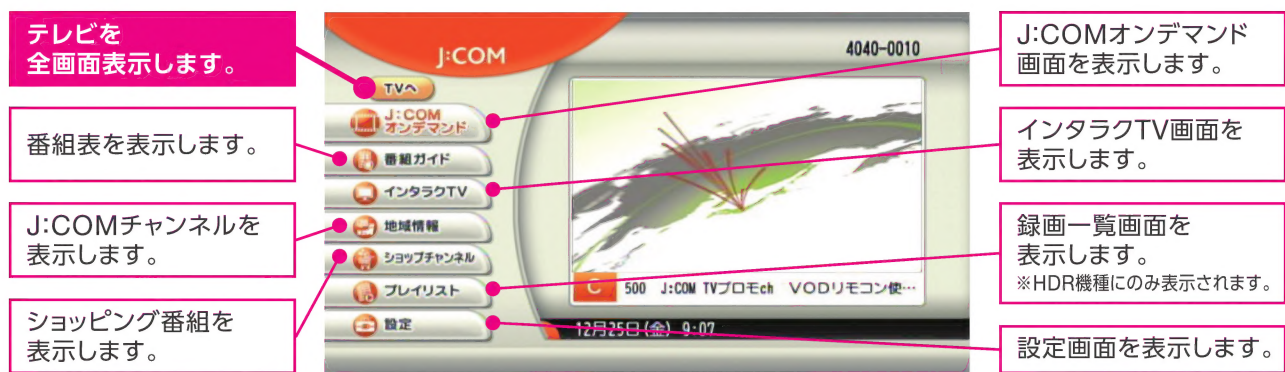 テレビを
全画面表示します。
番組表を表示します。
J:COMチャンネルを
表示します。
ショッピング番組を
表示します。
J:COM
4040-0010
TVへ
J:COM
オンデマンド
番組ガイド
インタラクTV
地域情報
ショップチャンネル
プレイリスト
設定
C 500 J:COM TVプロモch VODリモコン使…
12月25日(金) 9:07
J:COMオンデマンド
画面を表示します。
インタラクTV画面を
表示します。
録画一覧画面を
表示します。
※HDR機種にのみ表示されます。
設定画面を表示します。